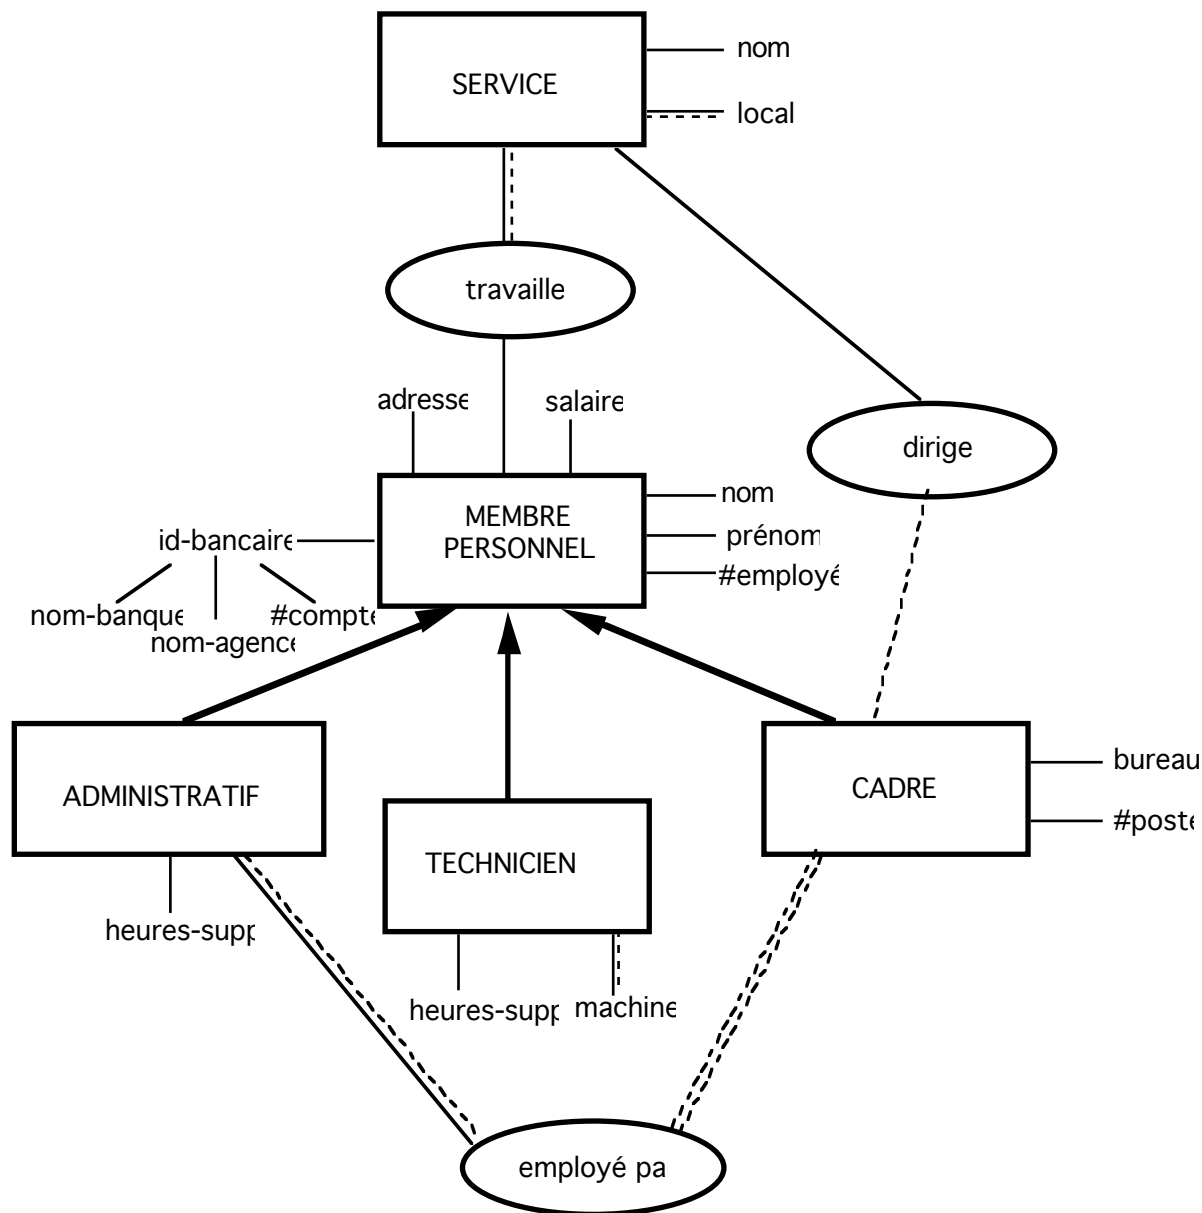 nom
SERVICE
local
travaille
adresse
salaire
dirige
nom
MEMBRE
PERSONNEL
prénom
id-bancaire
#employé
nom-banque
#compte
nom-agence
bureau
CADRE
ADMINISTRATIF
#poste
TECHNICIEN
heures-supp
heures-supp
machine
employé pa